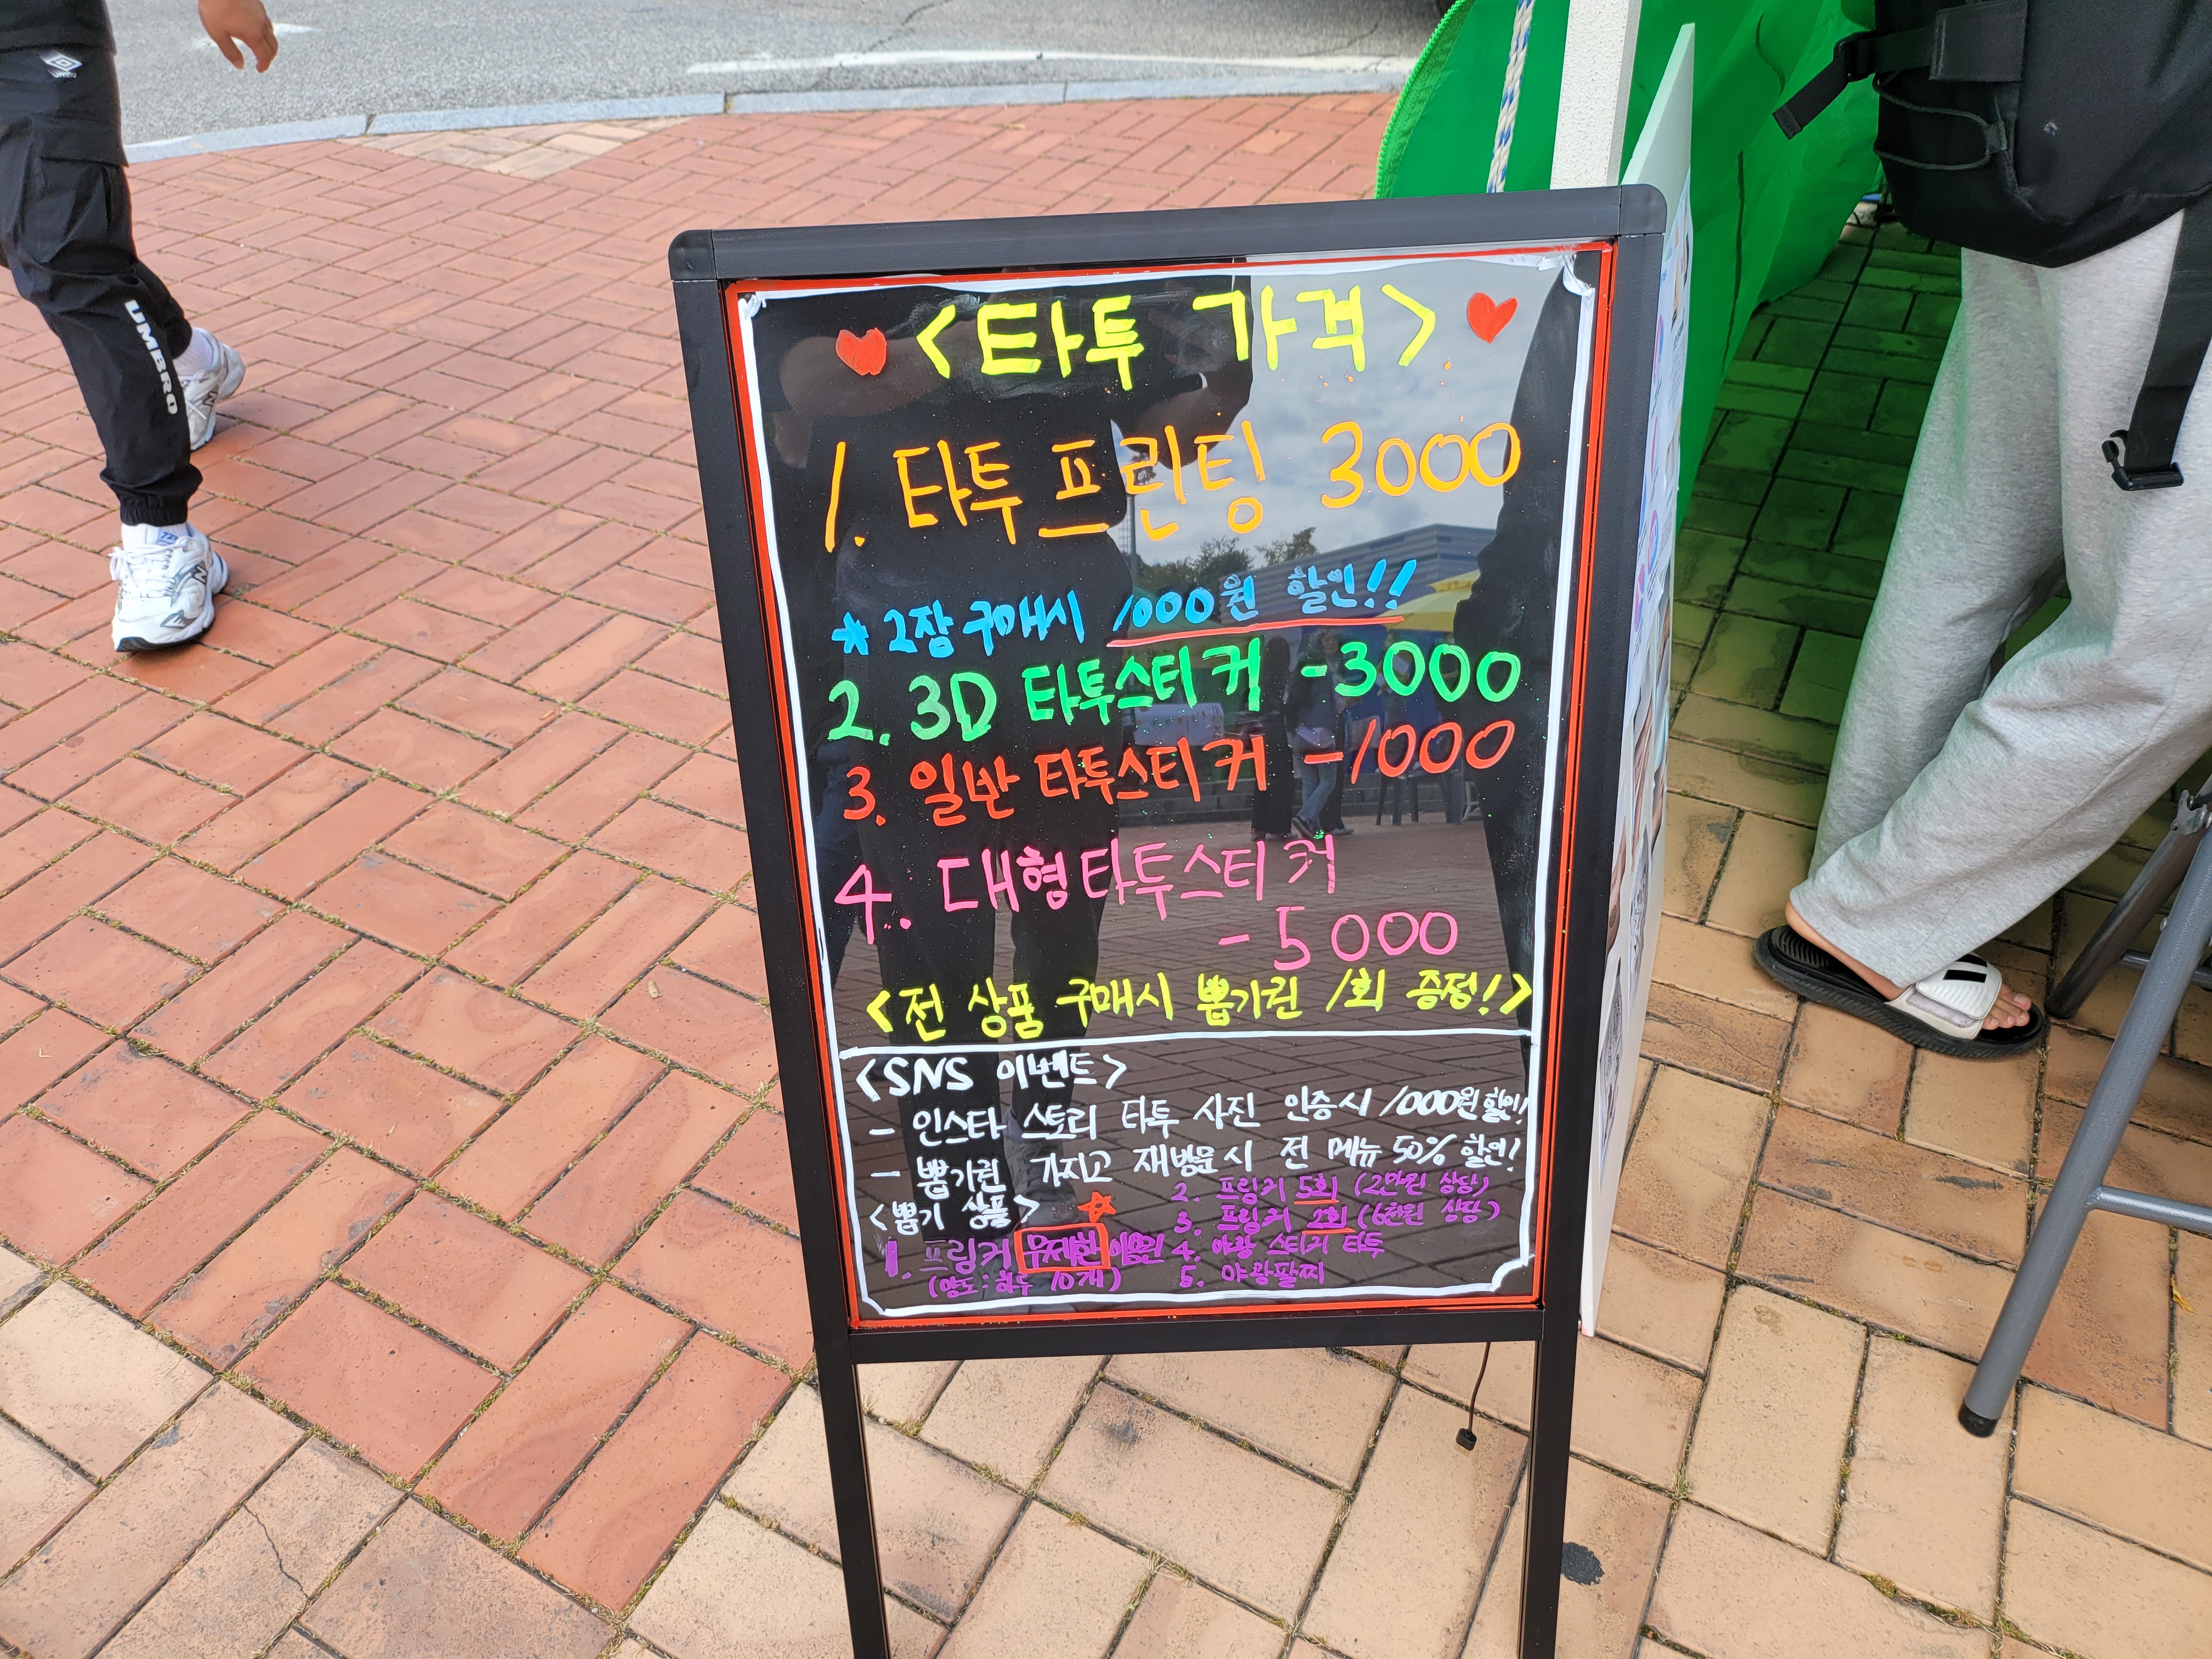 UMBRO
<타투 가격>
1. 타투 프린팅 3000
* 2장 구매시 1000원 할인!!
2. 3D 타투스티커 -3000
3. 일반 타투스티커 -1000
4. 대형타투스티커
-5000
<전 상품 구매시 뽑기권 1회 증정!>
<SNS 이벤트>
- 인스타 스토리 타투 사진 인증시 1000원 할인!
- 뽑기권 가지고 재방문시 전 메뉴 50% 할인!
<뽑기 상품>
1. 프링커 무제한 이용권
(양도 : 하루 10개)
2. 프링커 5회 (2만원 상당)
3. 프링커 2회 (6천원 상당)
4. 야광 스티커 타투
5. 야광팔찌